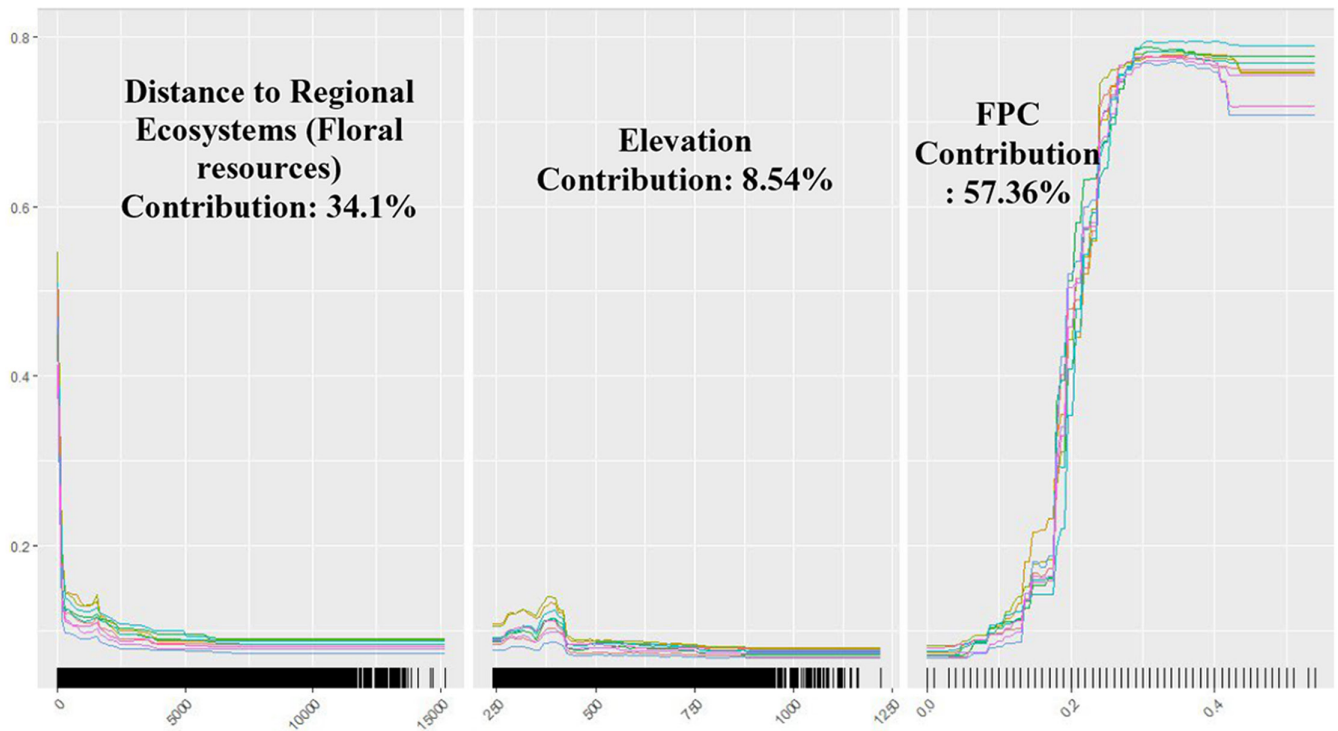 0.8
0.6
0.4
0.2
Distance to Regional
Ecosystems (Floral
resources)
Contribution: 34.1%
0
5000
10000
15000
Elevation
Contribution: 8.54%
250
500
750
1000
1250
FPC
Contribution
: 57.36%
0.0
0.2
0.4